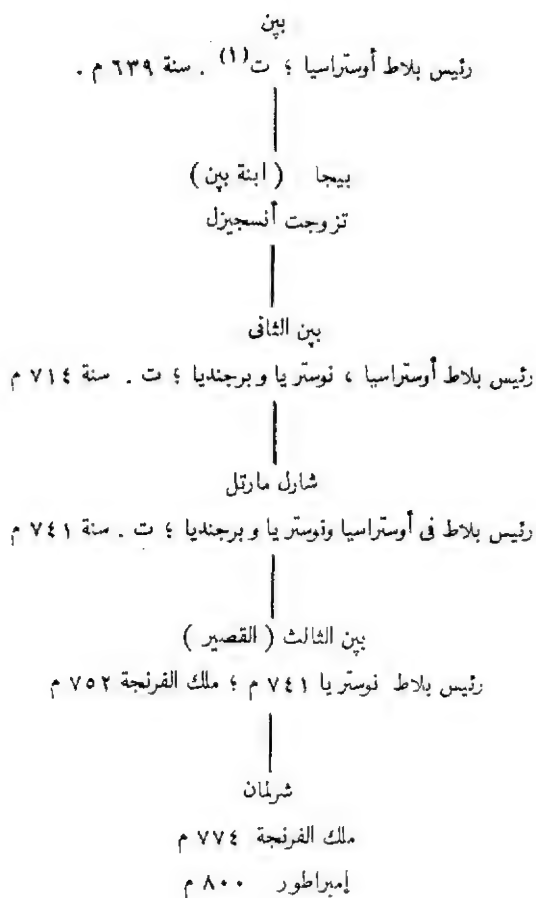 بپن
رئيس بلاط أوستراسيا ؛ ت (١) . سنة ٦٣٩ م .
بيجا ( ابنة بپن )
تزوجت أنسجيزل
بپن الثانى
رئيس بلاط أوستراسيا ، نوستريا وبرجنديا ؛ ت . سنة ٧١٤ م
شارل مارتل
رئيس بلاط فى أوستراسيا ونوستريا وبرجنديا ؛ ت . سنة ٧٤١ م
بپن الثالث ( القصير )
رئيس بلاط نوستريا ٧٤١ م ؛ ملك الفرنجة ٧٥٢ م
شرلمان
ملك الفرنجة ٧٧٤ م
إمبراطور ٨٠٠ م